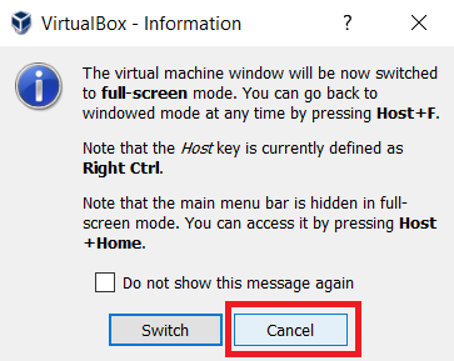 VirtualBox - Information
The virtual machine window will be now switched
to full-screen mode. You can go back to
windowed mode at any time by pressing Host+F.
Note that the Host key is currently defined as
Right Ctrl.
Note that the main menu bar is hidden in full-
screen mode. You can access it by pressing Host
+Home.
Do not show this message again
Switch
Cancel